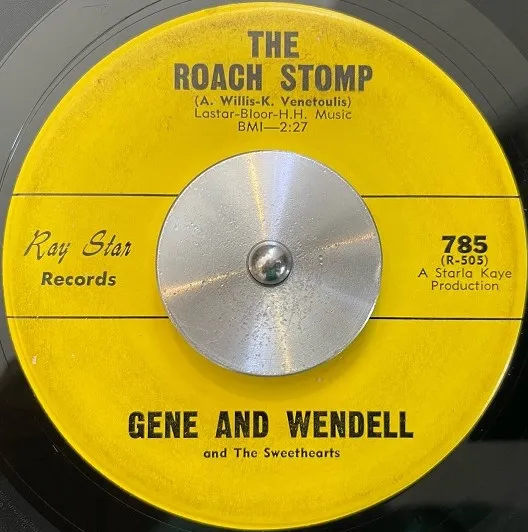 THE
ROACH STOMP
(A. Willis-K. Venetoulis)
Lastar-Bloor-H.H. Music
BMI—2:27
Ray Star
Records
785
(R-505)
A Starla Kaye
Production
GENE AND WENDELL
and The Sweethearts